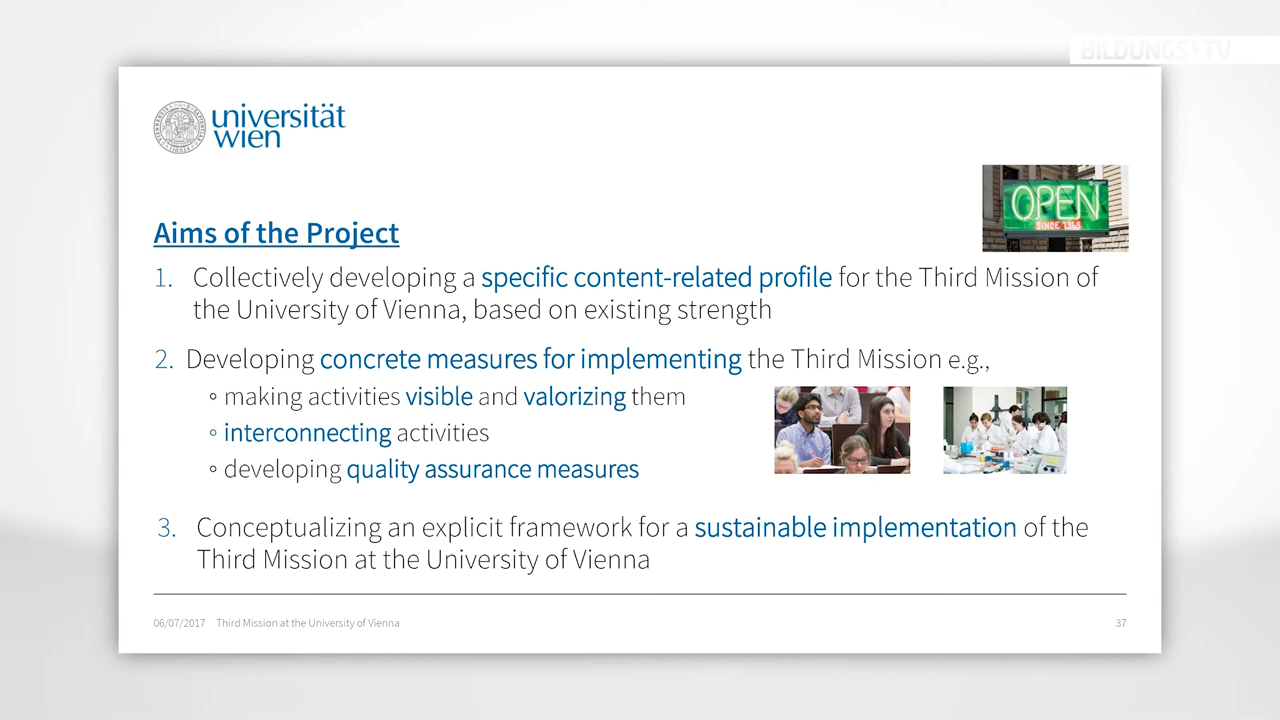 BILDUNGS TV
universität
wien
OPEN
SINCE 1365
Aims of the Project
1. Collectively developing a specific content-related profile for the Third Mission of
the University of Vienna, based on existing strength
2. Developing concrete measures for implementing the Third Mission e.g.,
◦ making activities visible and valorizing them
◦ interconnecting activities
◦ developing quality assurance measures
3. Conceptualizing an explicit framework for a sustainable implementation of the
Third Mission at the University of Vienna
06/07/2017 Third Mission at the University of Vienna 37